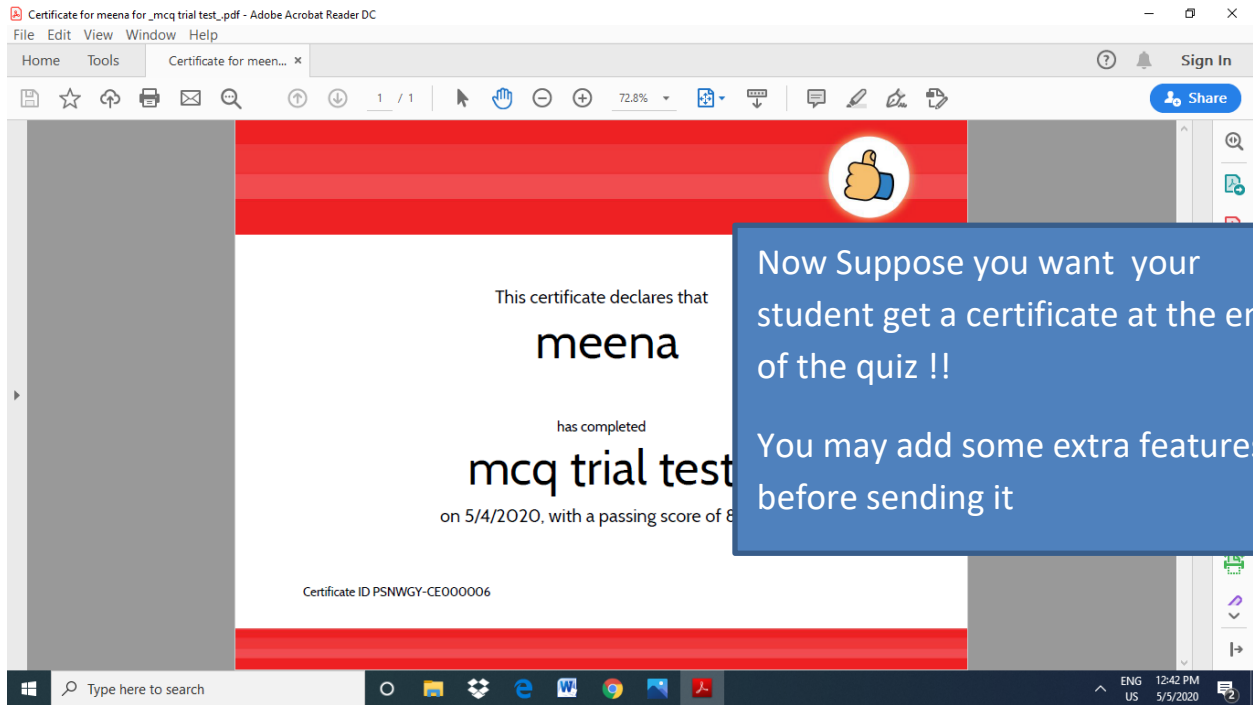 Certificate for meena for _mcq trial test_.pdf - Adobe Acrobat Reader DC
File Edit View Window Help
Home Tools Certificate for meen... ×
Sign In
1 / 1 72.8%
Share
This certificate declares that
meena
has completed
mcq trial test
on 5/4/2020, with a passing score of 8
Certificate ID PSNWGY-CE000006
Now Suppose you want your
student get a certificate at the en
of the quiz !!
You may add some extra features
before sending it
Type here to search
ENG 12:42 PM
US 5/5/2020
2